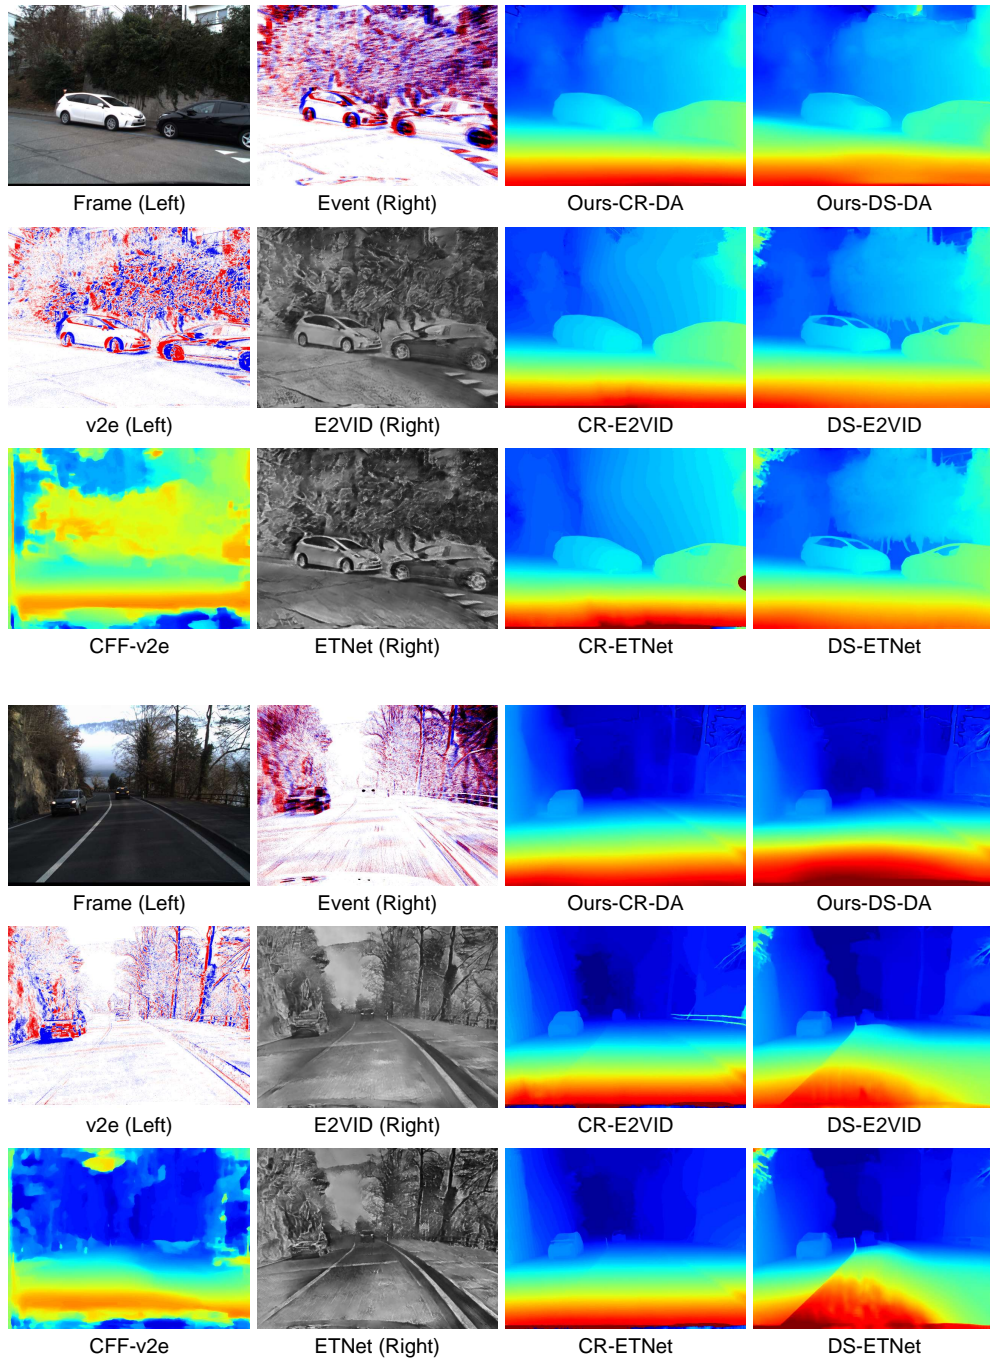 Frame (Left) Event (Right) Ours-CR-DA Ours-DS-DA
v2e (Left) E2VID (Right) CR-E2VID DS-E2VID
CFF-v2e ETNet (Right) CR-ETNet DS-ETNet
Frame (Left) Event (Right) Ours-CR-DA Ours-DS-DA
v2e (Left) E2VID (Right) CR-E2VID DS-E2VID
CFF-v2e ETNet (Right) CR-ETNet DS-ETNet